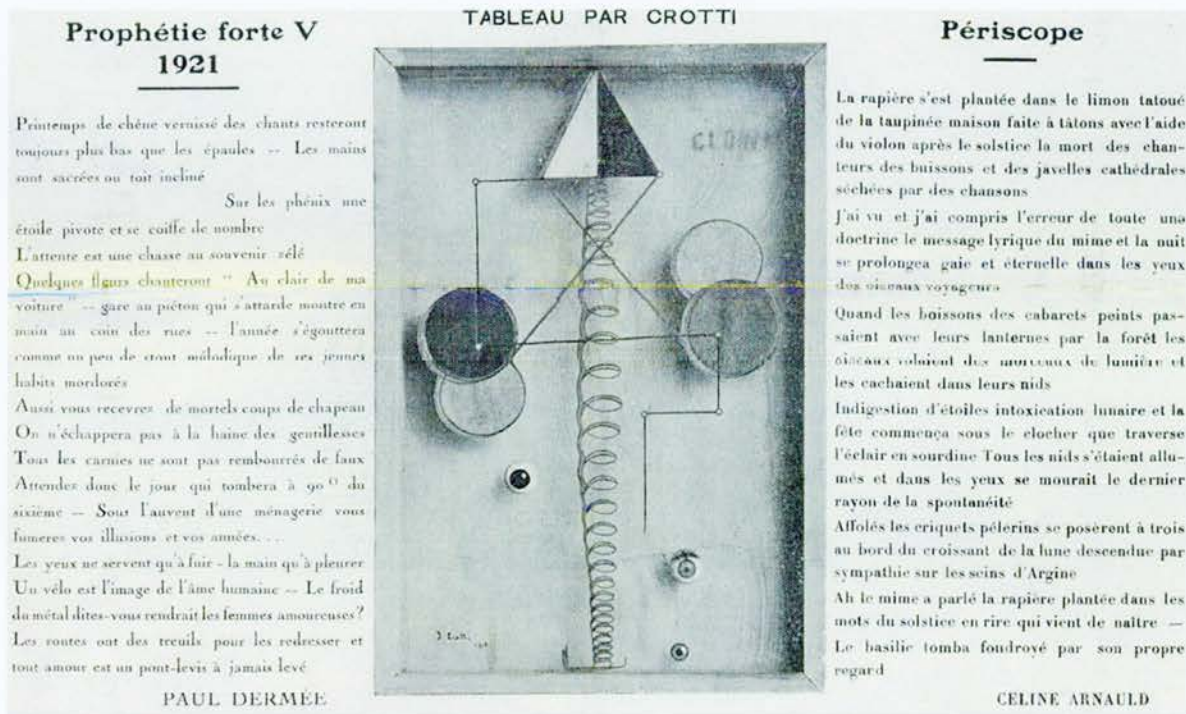 Prophétie forte V
1921
Printemps de chêne vernissé des chants resteront
toujours plus bas que les épaules -- Les mains
sont sacrées ou toit incliné
Sur les phénix une
étoile pivote et se coiffe de nombre
L'attente est une chasse au souvenir zélé
Quelques fleurs chanteront " Au clair de ma
voiture " -- gare au piéton qui s'attarde montre en
main au coin des rues -- l'année s'égouttera
comme un peu de mélodique de ses jeunes
habits mordorés
Aussi vous recevrez de mortels coups de chapeau
On n'échappera pas à la haine des gentillesses
Tous les carmes ne sont pas rembourrés de faux
Attendez donc le jour qui tombera à 90° du
sixième -- Sous l'auvent d'une ménagerie vous
fumerez vos illusions et vos années....
Les yeux ne servent qu'à fuir - la main qu'à pleurer
Un vélo est l'image de l'âme humaine -- Le froid
du métal dites-vous rendrait les femmes amoureuses?
Les routes ont des treuils pour les redresser et
tout amour est un pont-levis à jamais levé
PAUL DERMÉE
TABLEAU PAR CROTTI
CLOWN
Périscope
La rapière s'est plantée dans le limon tatoué
de la taupinée maison faite à tâtons avec l'aide
du violon après le solstice la mort des chan-
teurs des buissons et des javelles cathédrales
séchées par des chansons
J'ai vu et j'ai compris l'erreur de toute une
doctrine le message lyrique du mime et la nuit
se prolongea gaie et éternelle dans les yeux
des oiseaux voyageurs
Quand les boissons des cabarets peints pas-
saient avec leurs lanternes par la forêt les
oiseaux volaient des morceaux de lumière et
les cachaient dans leurs nids
Indigestion d'étoiles intoxication lunaire et la
fête commença sous le clocher que traverse
l'éclair en sourdine Tous les nids s'étaient allu-
més et dans les yeux se mourait le dernier
rayon de la spontanéité
Affolés les criquets pélerins se posèrent à trois
au bord du croissant de la lune descendue par
sympathie sur les seins d'Argine
Ah le mime a parlé la rapière plantée dans les
mots du solstice en rire qui vient de naître —
Le basilic tomba foudroyé par son propre
regard
CELINE ARNAULD